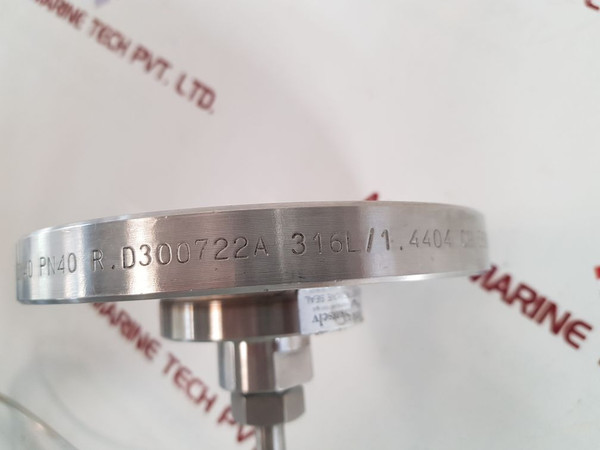 MARINE TECH PVT. LTD.
PN40 R.D300722A 316L/1.4404
MARINE
MARINE TECH PVT